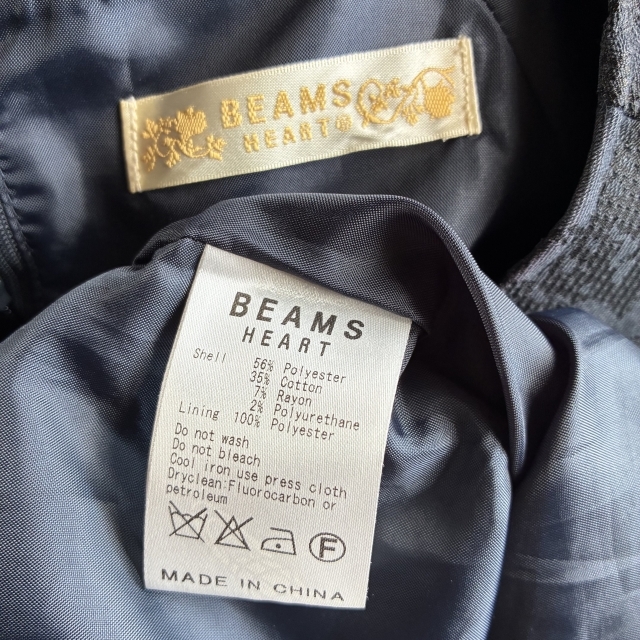 BEAMS
HEART
BEAMS
HEART
Shell 56% Polyester
35% Cotton
7% Rayon
2% Polyurethane
Lining 100% Polyester
Do not wash
Do not bleach
Cool iron use press cloth
Dryclean:Fluorocarbon or
petroleum
F
MADE IN CHINA